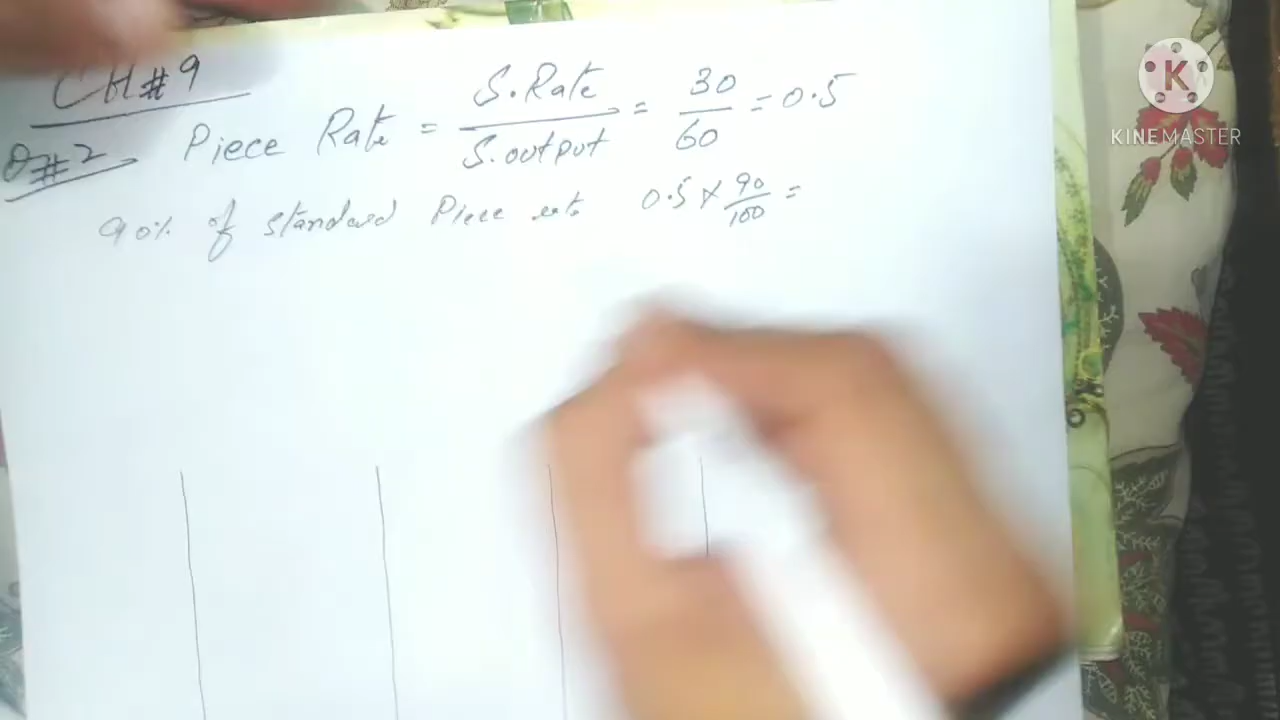 CH#9
Q#2 Piece Rate = S.Rate / S.output = 30 / 60 = 0.5
90% of standard Piece rate 0.5 × 90/100 =
K
KINEMASTER